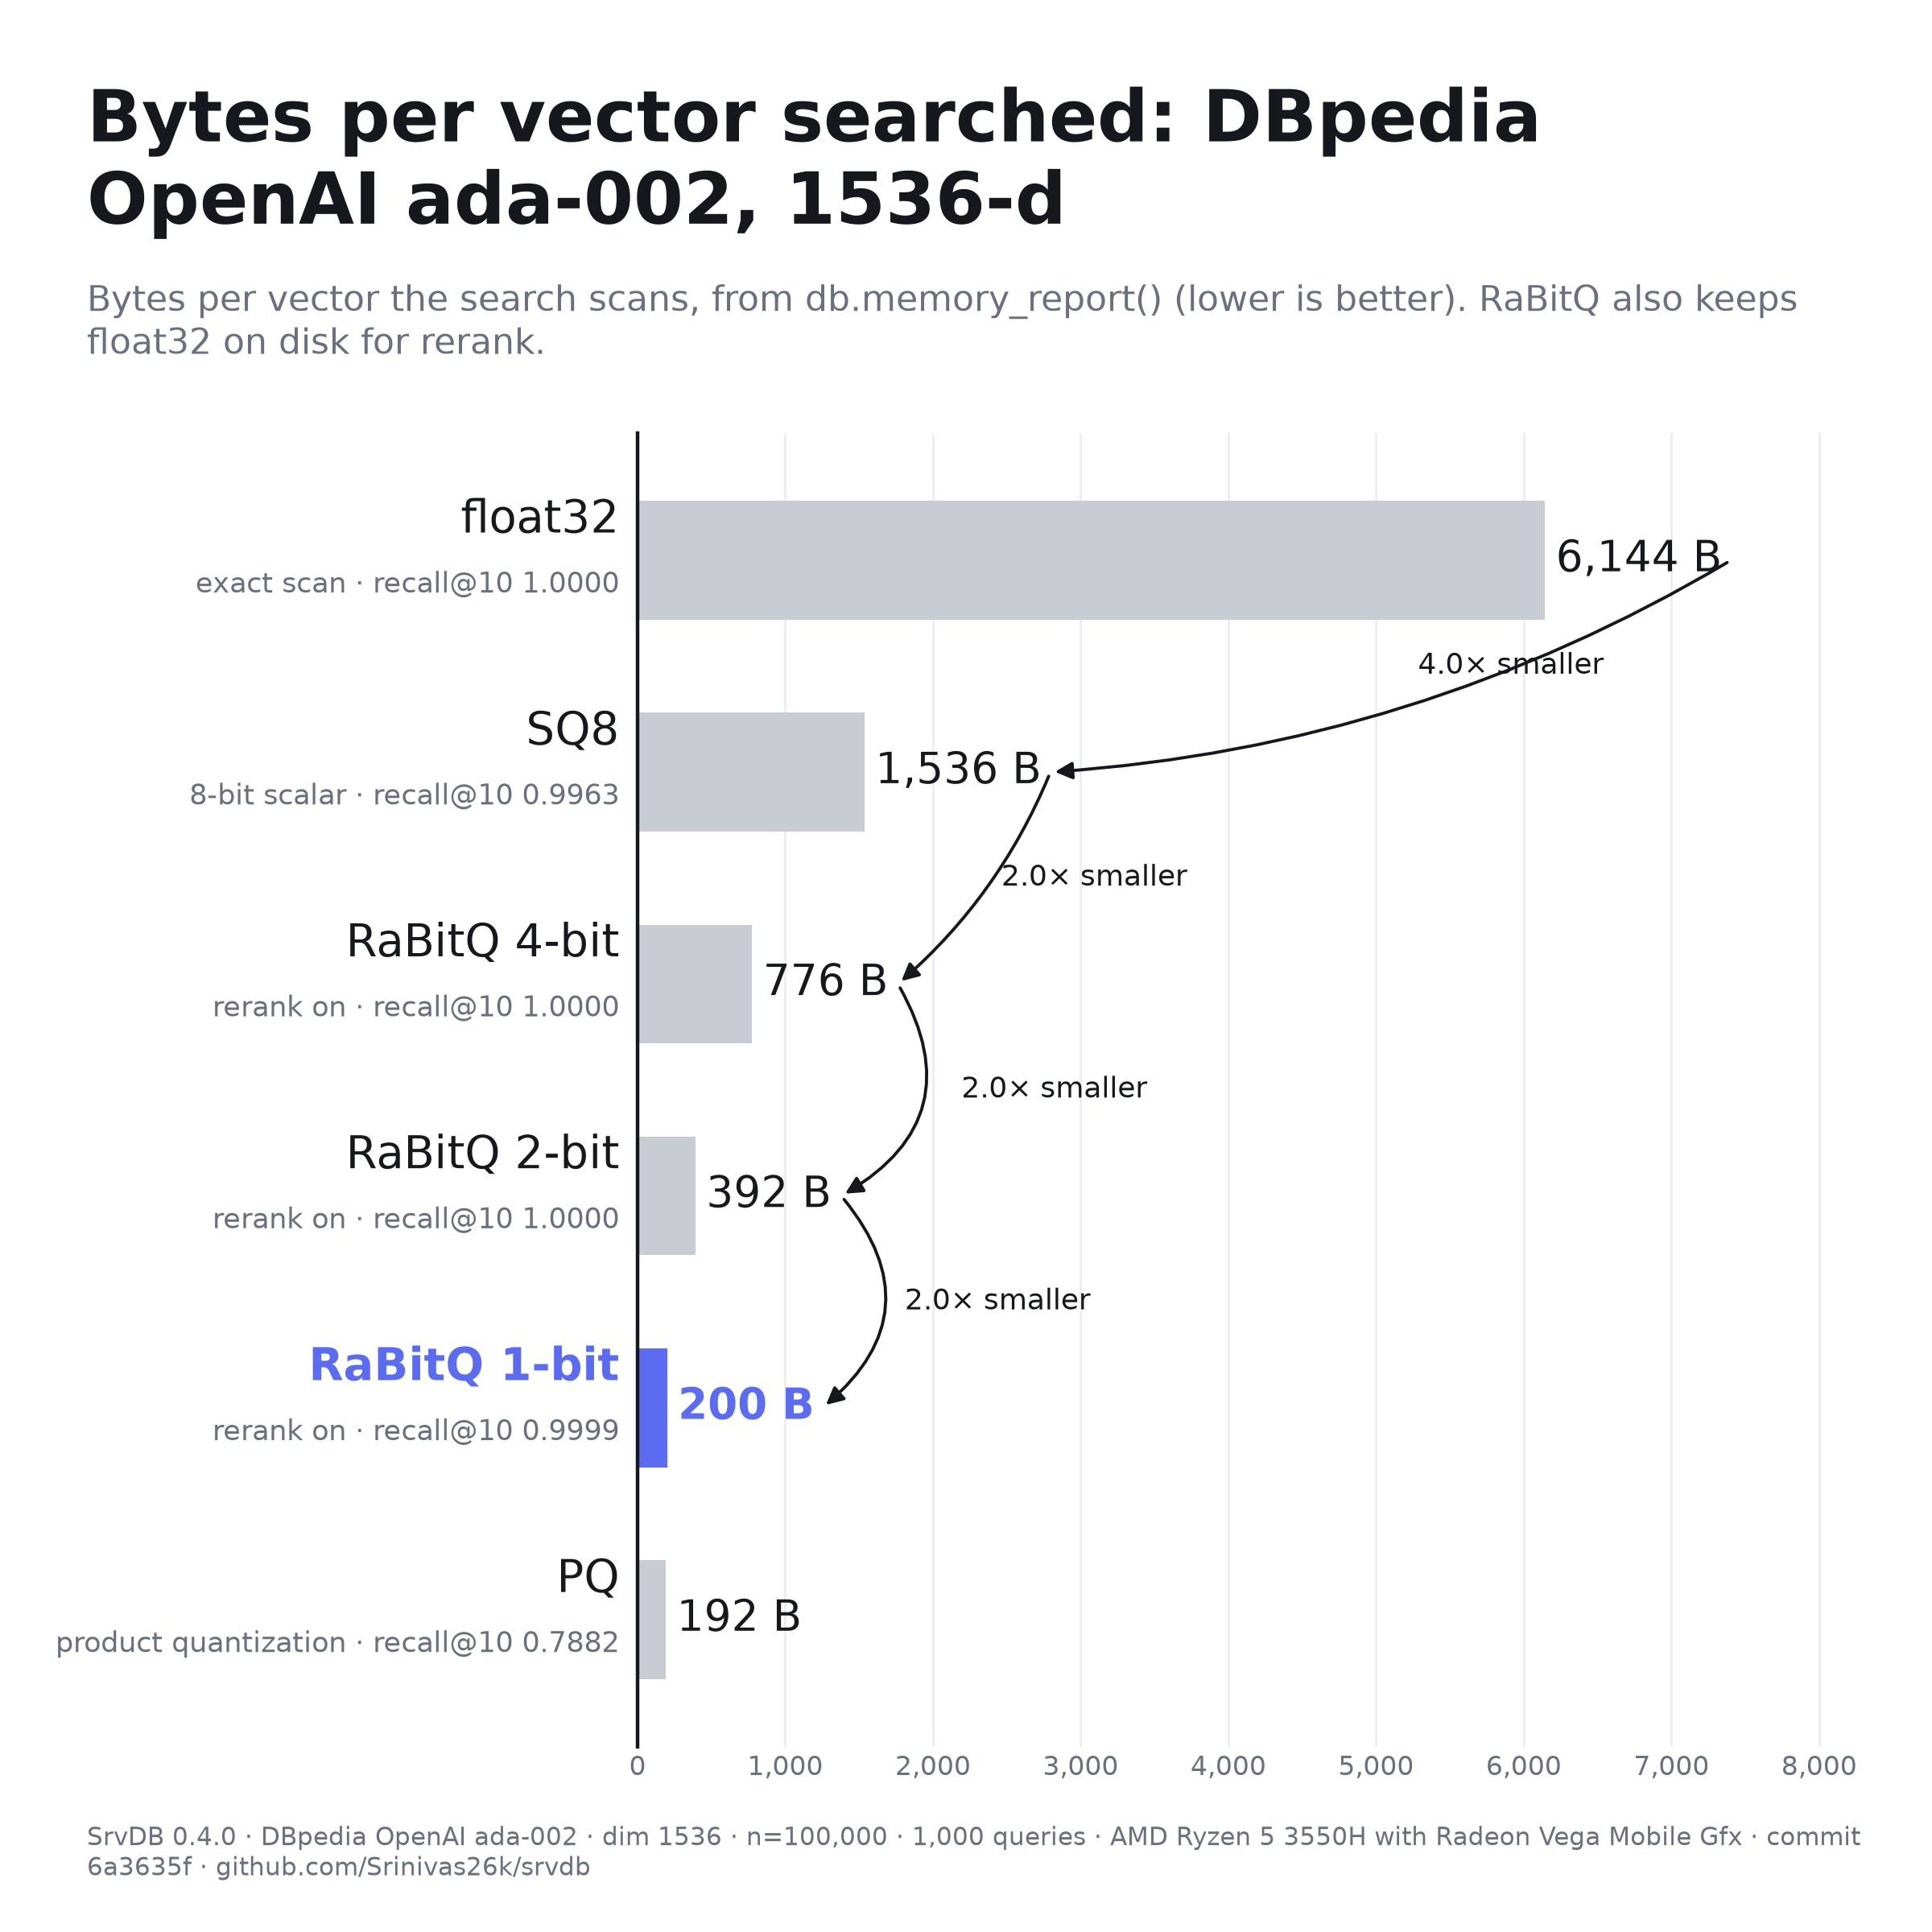 Bytes per vector searched: DBpedia
OpenAI ada-002, 1536-d
Bytes per vector the search scans, from db.memory_report() (lower is better). RaBitQ also keeps
float32 on disk for rerank.
float32
6,144 B
exact scan · recall@10 1.0000
4.0× smaller
SQ8
1,536 B
8-bit scalar · recall@10 0.9963
2.0× smaller
RaBitQ 4-bit
776 B
rerank on · recall@10 1.0000
2.0× smaller
RaBitQ 2-bit
392 B
rerank on · recall@10 1.0000
2.0× smaller
RaBitQ 1-bit
200 B
rerank on · recall@10 0.9999
PQ
192 B
product quantization · recall@10 0.7882
0 1,000 2,000 3,000 4,000 5,000 6,000 7,000 8,000
SrvDB 0.4.0 · DBpedia OpenAI ada-002 · dim 1536 · n=100,000 · 1,000 queries · AMD Ryzen 5 3550H with Radeon Vega Mobile Gfx · commit
6a3635f · github.com/Srinivas26k/srvdb